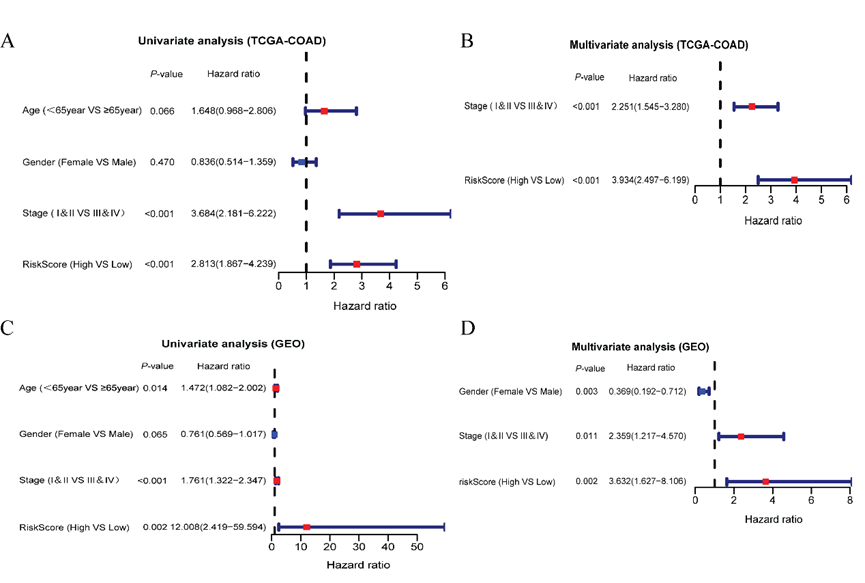 A
Univariate analysis (TCGA-COAD)
P-value Hazard ratio
Age (<65year VS ≥65year) 0.066 1.648(0.968−2.806)
Gender (Female VS Male) 0.470 0.836(0.514−1.359)
Stage ( I&II VS III&IV) <0.001 3.684(2.181−6.222)
RiskScore (High VS Low) <0.001 2.813(1.867−4.239)
0 1 2 3 4 5 6
Hazard ratio
B
Multivariate analysis (TCGA-COAD)
P-value Hazard ratio
Stage ( I&II VS III&IV) <0.001 2.251(1.545−3.280)
RiskScore (High VS Low) <0.001 3.934(2.497−6.199)
0 1 2 3 4 5 6
Hazard ratio
C
Univariate analysis (GEO)
P-value Hazard ratio
Age (<65year VS ≥65year) 0.014 1.472(1.082−2.002)
Gender (Female VS Male) 0.065 0.761(0.569−1.017)
Stage (I&II VS III&IV) <0.001 1.761(1.322−2.347)
RiskScore (High VS Low) 0.002 12.008(2.419−59.594)
0 10 20 30 40 50
Hazard ratio
D
Multivariate analysis (GEO)
P-value Hazard ratio
Gender (Female VS Male) 0.003 0.369(0.192−0.712)
Stage (I&II VS III&IV) 0.011 2.359(1.217−4.570)
riskScore (High VS Low) 0.002 3.632(1.627−8.106)
0 2 4 6 8
Hazard ratio